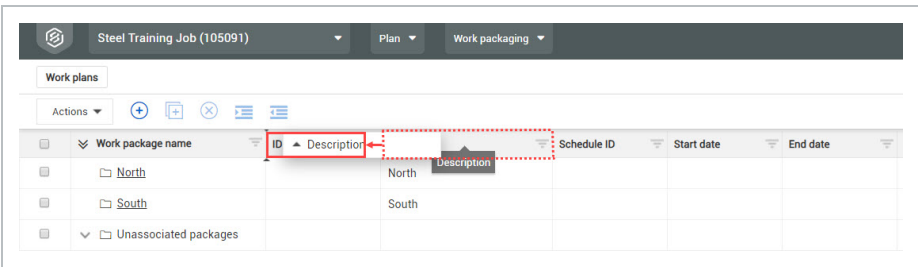 Steel Training Job (105091) Plan Work packaging
Work plans
Actions
Work package name ID Description Schedule ID Start date End date
Description
North North
South South
Unassociated packages